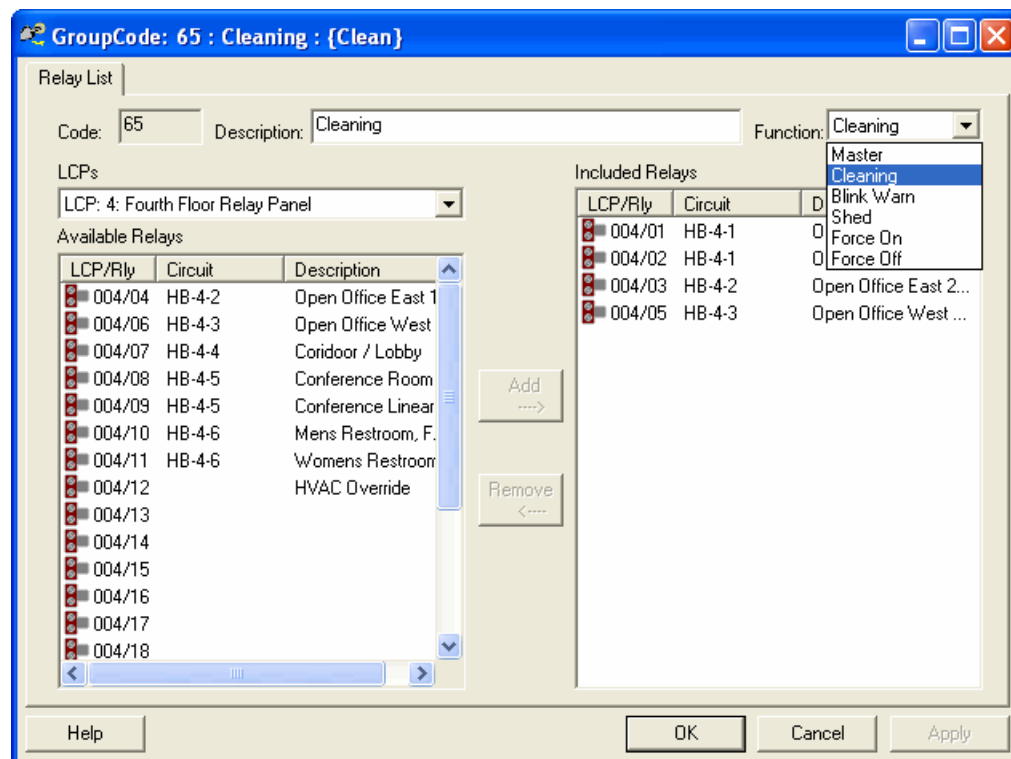 GroupCode: 65 : Cleaning : {Clean}
Relay List
Code: 65 Description: Cleaning Function: Cleaning
Master
Cleaning
Blink Warn
Shed
Force On
Force Off
LCPs
LCP: 4: Fourth Floor Relay Panel
Available Relays
LCP/Rly Circuit Description
004/04 HB-4-2 Open Office East 1
004/06 HB-4-3 Open Office West
004/07 HB-4-4 Coridoor / Lobby
004/08 HB-4-5 Conference Room
004/09 HB-4-5 Conference Linear
004/10 HB-4-6 Mens Restroom, F.
004/11 HB-4-6 Womens Restroom
004/12 HVAC Override
004/13
004/14
004/15
004/16
004/17
004/18
Add
---->
Remove
<----
Included Relays
LCP/Rly Circuit D
004/01 HB-4-1 O
004/02 HB-4-1 O
004/03 HB-4-2 Open Office East 2...
004/05 HB-4-3 Open Office West ...
Help OK Cancel Apply